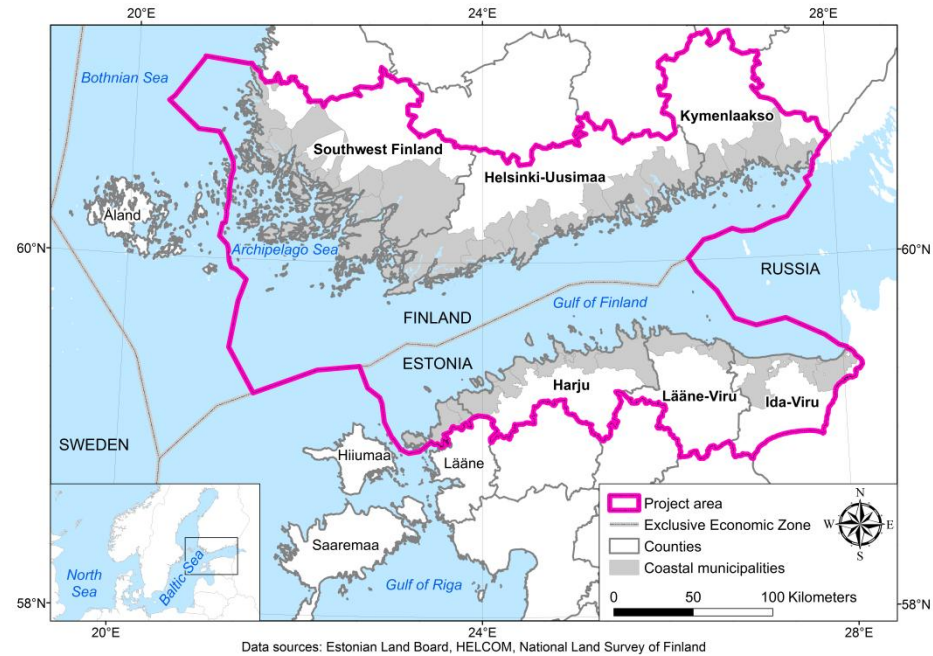 20°E
24°E
28°E
Bothnian Sea
Kymenlaakso
Southwest Finland
Helsinki-Uusimaa
Åland
60°N
Archipelago Sea
60°N
RUSSIA
Gulf of Finland
FINLAND
ESTONIA
Harju
Lääne-Viru
Ida-Viru
SWEDEN
Hiiumaa
Lääne
Saaremaa
Gulf of Riga
North
Sea
Baltic Sea
Project area
Exclusive Economic Zone
Counties
Coastal municipalities
N
W
E
S
0 50 100 Kilometers
58°N
58°N
20°E
24°E
28°E
Data sources: Estonian Land Board, HELCOM, National Land Survey of Finland